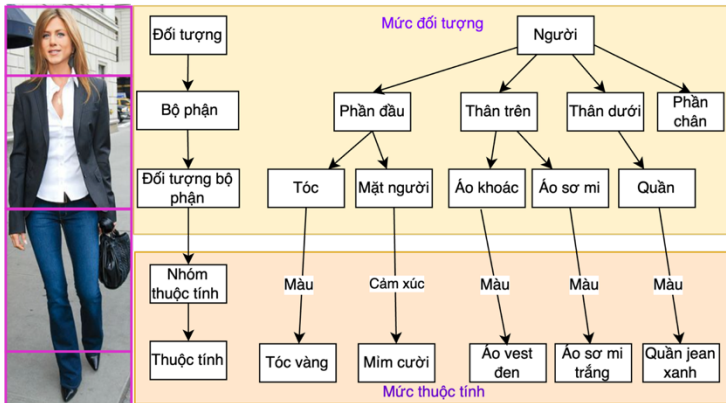 Mức đối tượng
Đối tượng
Người
Bộ phận
Phần đầu
Thân trên
Thân dưới
Phần
chân
Đối tượng bộ
phận
Tóc
Mặt người
Áo khoác
Áo sơ mi
Quần
Nhóm
thuộc tính
Màu
Cảm xúc
Màu
Màu
Màu
Thuộc tính
Tóc vàng
Mim cười
Áo vest
đen
Áo sơ mi
trắng
Quần jean
xanh
Mức thuộc tính